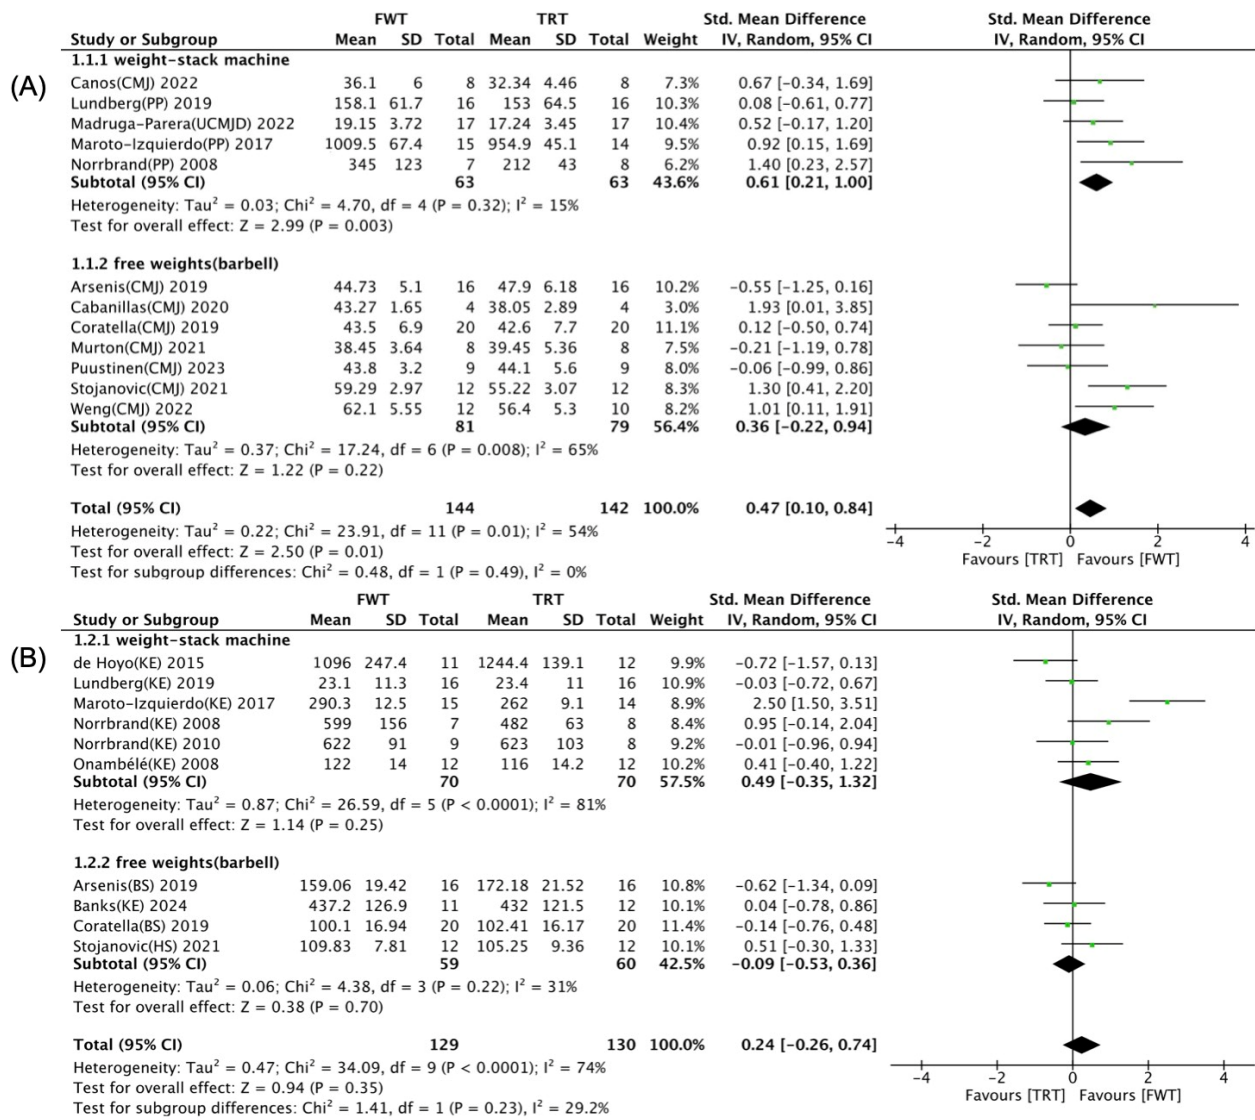 (A)
FWT TRT Std. Mean Difference Std. Mean Difference
Study or Subgroup Mean SD Total Mean SD Total Weight IV, Random, 95% CI IV, Random, 95% CI
1.1.1 weight-stack machine
Canos(CMJ) 2022 36.1 6 8 32.34 4.46 8 7.3% 0.67 [-0.34, 1.69]
Lundberg(PP) 2019 158.1 61.7 16 153 64.5 16 10.3% 0.08 [-0.61, 0.77]
Madruga-Parera(UCMJD) 2022 19.15 3.72 17 17.24 3.45 17 10.4% 0.52 [-0.17, 1.20]
Maroto-Izquierdo(PP) 2017 1009.5 67.4 15 954.9 45.1 14 9.5% 0.92 [0.15, 1.69]
Norrbrand(PP) 2008 345 123 7 212 43 8 6.2% 1.40 [0.23, 2.57]
Subtotal (95% CI) 63 63 43.6% 0.61 [0.21, 1.00]
Heterogeneity: Tau² = 0.03; Chi² = 4.70, df = 4 (P = 0.32); I² = 15%
Test for overall effect: Z = 2.99 (P = 0.003)
1.1.2 free weights(barbell)
Arsenis(CMJ) 2019 44.73 5.1 16 47.9 6.18 16 10.2% -0.55 [-1.25, 0.16]
Cabanillas(CMJ) 2020 43.27 1.65 4 38.05 2.89 4 3.0% 1.93 [0.01, 3.85]
Coratella(CMJ) 2019 43.5 6.9 20 42.6 7.7 20 11.1% 0.12 [-0.50, 0.74]
Murton(CMJ) 2021 38.45 3.64 8 39.45 5.36 8 7.5% -0.21 [-1.19, 0.78]
Puustinen(CMJ) 2023 43.8 3.2 9 44.1 5.6 9 8.0% -0.06 [-0.99, 0.86]
Stojanovic(CMJ) 2021 59.29 2.97 12 55.22 3.07 12 8.3% 1.30 [0.41, 2.20]
Weng(CMJ) 2022 62.1 5.55 12 56.4 5.3 10 8.2% 1.01 [0.11, 1.91]
Subtotal (95% CI) 81 79 56.4% 0.36 [-0.22, 0.94]
Heterogeneity: Tau² = 0.37; Chi² = 17.24, df = 6 (P = 0.008); I² = 65%
Test for overall effect: Z = 1.22 (P = 0.22)
Total (95% CI) 144 142 100.0% 0.47 [0.10, 0.84]
Heterogeneity: Tau² = 0.22; Chi² = 23.91, df = 11 (P = 0.01); I² = 54%
Test for overall effect: Z = 2.50 (P = 0.01)
Test for subgroup differences: Chi² = 0.48, df = 1 (P = 0.49), I² = 0%
-4 -2 0 2 4
Favours [TRT] Favours [FWT]
(B)
FWT TRT Std. Mean Difference Std. Mean Difference
Study or Subgroup Mean SD Total Mean SD Total Weight IV, Random, 95% CI IV, Random, 95% CI
1.2.1 weight-stack machine
de Hoyo(KE) 2015 1096 247.4 11 1244.4 139.1 12 9.9% -0.72 [-1.57, 0.13]
Lundberg(KE) 2019 23.1 11.3 16 23.4 11 16 10.9% -0.03 [-0.72, 0.67]
Maroto-Izquierdo(KE) 2017 290.3 12.5 15 262 9.1 14 8.9% 2.50 [1.50, 3.51]
Norrbrand(KE) 2008 599 156 7 482 63 8 8.4% 0.95 [-0.14, 2.04]
Norrbrand(KE) 2010 622 91 9 623 103 8 9.2% -0.01 [-0.96, 0.94]
Onambélé(KE) 2008 122 14 12 116 14.2 12 10.2% 0.41 [-0.40, 1.22]
Subtotal (95% CI) 70 70 57.5% 0.49 [-0.35, 1.32]
Heterogeneity: Tau² = 0.87; Chi² = 26.59, df = 5 (P < 0.0001); I² = 81%
Test for overall effect: Z = 1.14 (P = 0.25)
1.2.2 free weights(barbell)
Arsenis(BS) 2019 159.06 19.42 16 172.18 21.52 16 10.8% -0.62 [-1.34, 0.09]
Banks(KE) 2024 437.2 126.9 11 432 121.5 12 10.1% 0.04 [-0.78, 0.86]
Coratella(BS) 2019 100.1 16.94 20 102.41 16.17 20 11.4% -0.14 [-0.76, 0.48]
Stojanovic(HS) 2021 109.83 7.81 12 105.25 9.36 12 10.1% 0.51 [-0.30, 1.33]
Subtotal (95% CI) 59 60 42.5% -0.09 [-0.53, 0.36]
Heterogeneity: Tau² = 0.06; Chi² = 4.38, df = 3 (P = 0.22); I² = 31%
Test for overall effect: Z = 0.38 (P = 0.70)
Total (95% CI) 129 130 100.0% 0.24 [-0.26, 0.74]
Heterogeneity: Tau² = 0.47; Chi² = 34.09, df = 9 (P < 0.0001); I² = 74%
Test for overall effect: Z = 0.94 (P = 0.35)
Test for subgroup differences: Chi² = 1.41, df = 1 (P = 0.23), I² = 29.2%
-4 -2 0 2 4
Favours [TRT] Favours [FWT]